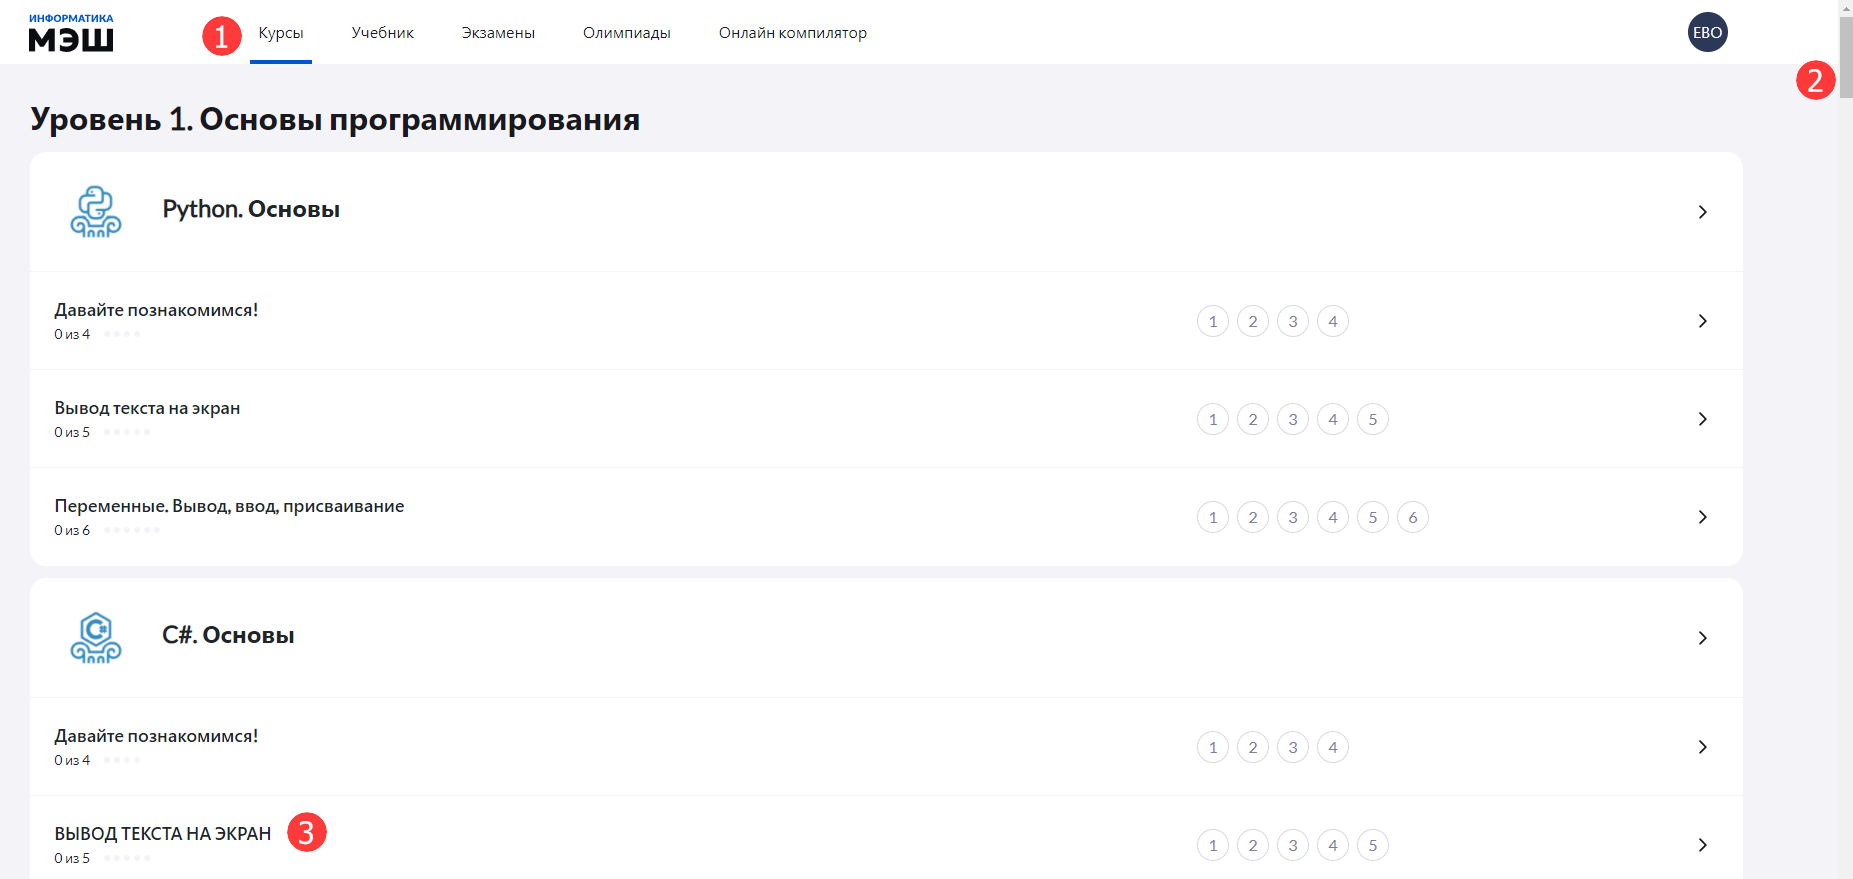 ИНФОРМАТИКА
МЭШ
1 Курсы Учебник Экзамены Олимпиады Онлайн компилятор ЕВО
2
Уровень 1. Основы программирования
Python. Основы
Давайте познакомимся!
0 из 4
1 2 3 4
Вывод текста на экран
0 из 5
1 2 3 4 5
Переменные. Вывод, ввод, присваивание
0 из 6
1 2 3 4 5 6
C#
C#. Основы
Давайте познакомимся!
0 из 4
1 2 3 4
ВЫВОД ТЕКСТА НА ЭКРАН 3
0 из 5
1 2 3 4 5